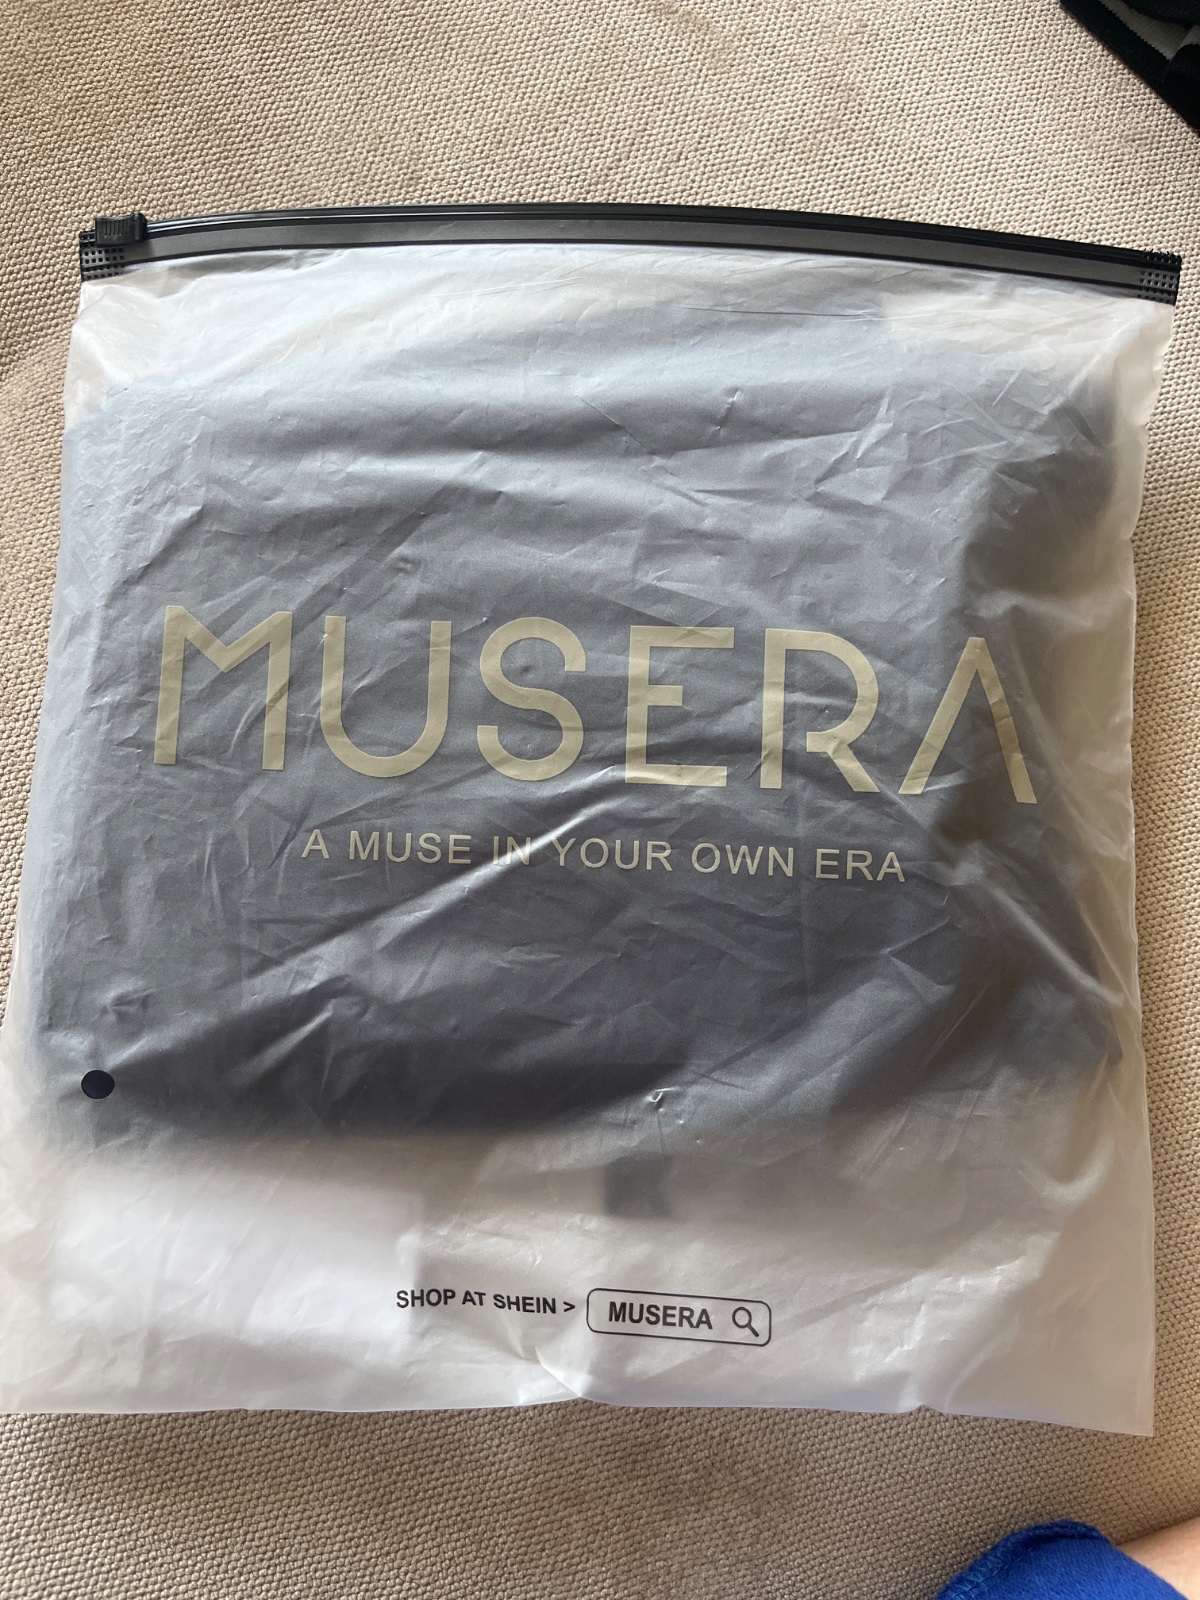 MUSERA
A MUSE IN YOUR OWN ERA
SHOP AT SHEIN > MUSERA